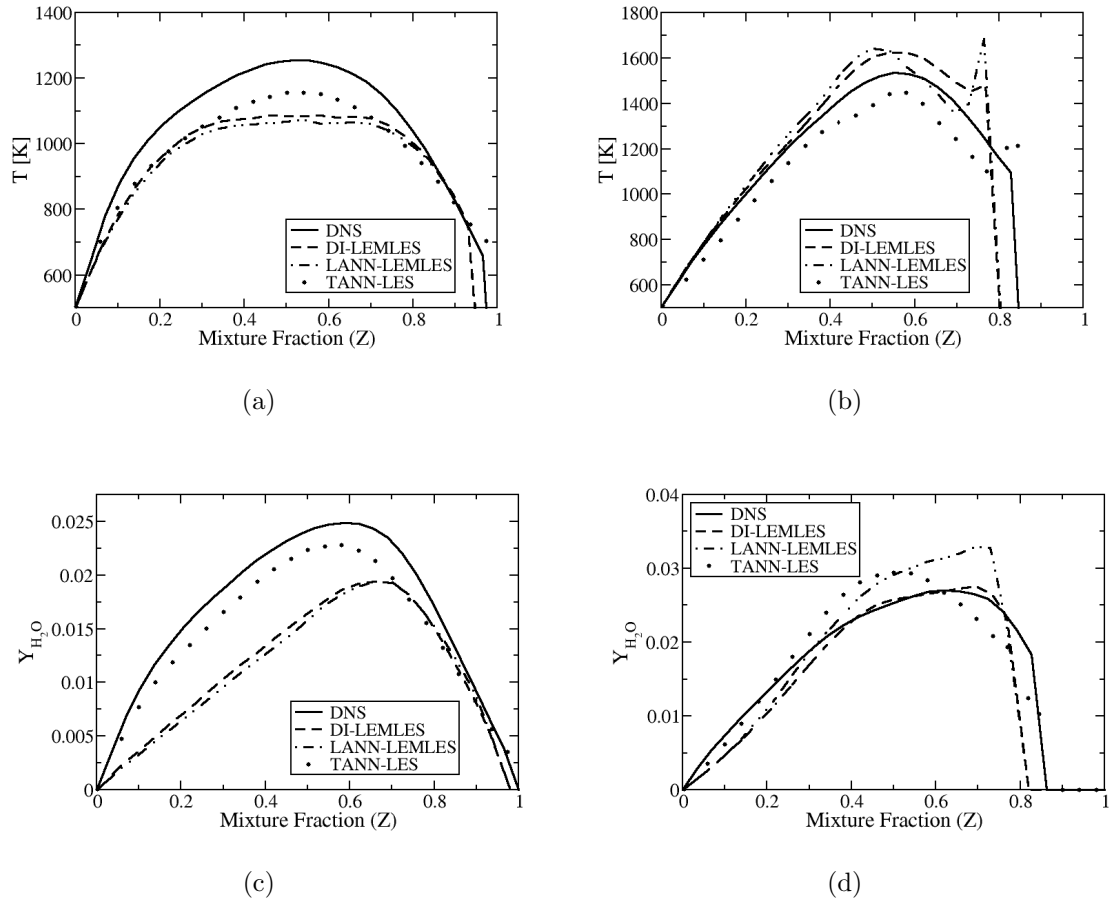 1400
1200
1000
800
600
T [K]
0
0.2
0.4
0.6
0.8
1
Mixture Fraction (Z)
DNS
DI-LEMLES
LANN-LEMLES
TANN-LES
(a)
1800
1600
1400
1200
1000
800
600
T [K]
0
0.2
0.4
0.6
0.8
1
Mixture Fraction (Z)
DNS
DI-LEMLES
LANN-LEMLES
TANN-LES
(b)
0.025
0.02
0.015
0.01
0.005
0
Y_{H_2O}
0
0.2
0.4
0.6
0.8
1
Mixture Fraction (Z)
DNS
DI-LEMLES
LANN-LEMLES
TANN-LES
(c)
0.04
0.03
0.02
0.01
0
Y_{H_2O}
0
0.2
0.4
0.6
0.8
1
Mixture Fraction (Z)
DNS
DI-LEMLES
LANN-LEMLES
TANN-LES
(d)